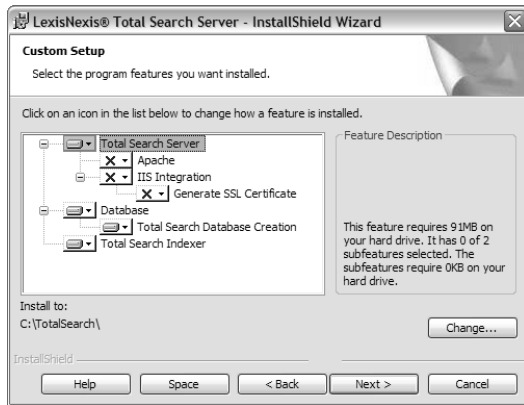 LexisNexis® Total Search Server - InstallShield Wizard
Custom Setup
Select the program features you want installed.
Click on an icon in the list below to change how a feature is installed.
Total Search Server
Apache
IIS Integration
Generate SSL Certificate
Database
Total Search Database Creation
Total Search Indexer
Feature Description
This feature requires 91MB on
your hard drive. It has 0 of 2
subfeatures selected. The
subfeatures require 0KB on your
hard drive.
Install to:
C:\TotalSearch\
Change...
InstallShield
Help
Space
< Back
Next >
Cancel